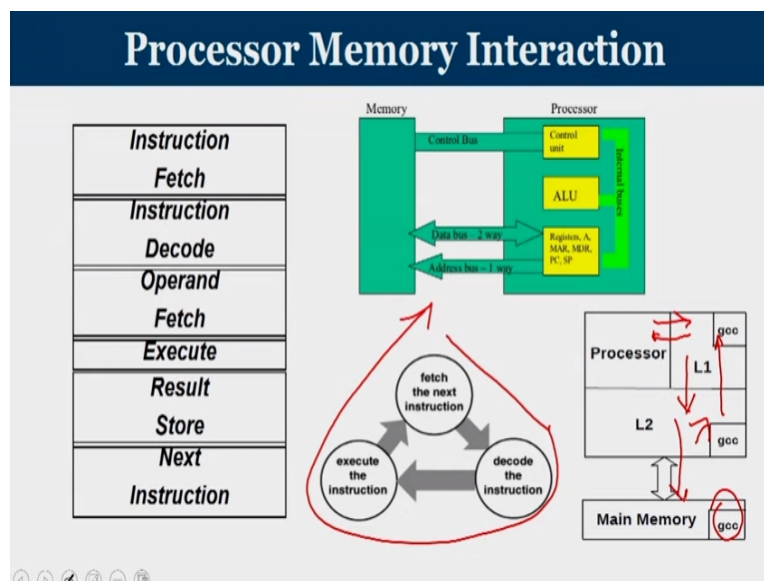 Processor Memory Interaction
Instruction
Fetch
Instruction
Decode
Operand
Fetch
Execute
Result
Store
Next
Instruction
Memory
Processor
Control Bus
Control
unit
ALU
Internal buses
Data bus – 2 way
Registers, A,
MAR, MDR,
PC, SP
Address bus – 1 way
fetch
the next
instruction
execute
the
instruction
decode
the
instruction
Processor
gcc
L1
L2
gcc
Main Memory
gcc